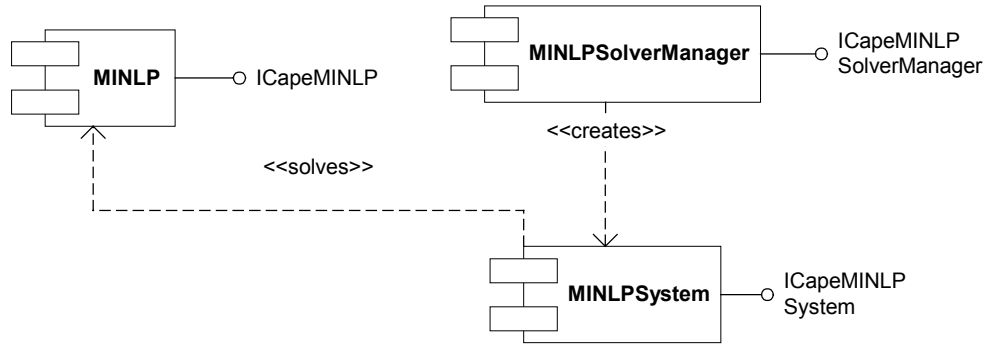 MINLP
ICapeMINLP
MINLPSolverManager
ICapeMINLP
SolverManager
<<creates>>
<<solves>>
MINLPSystem
ICapeMINLP
System